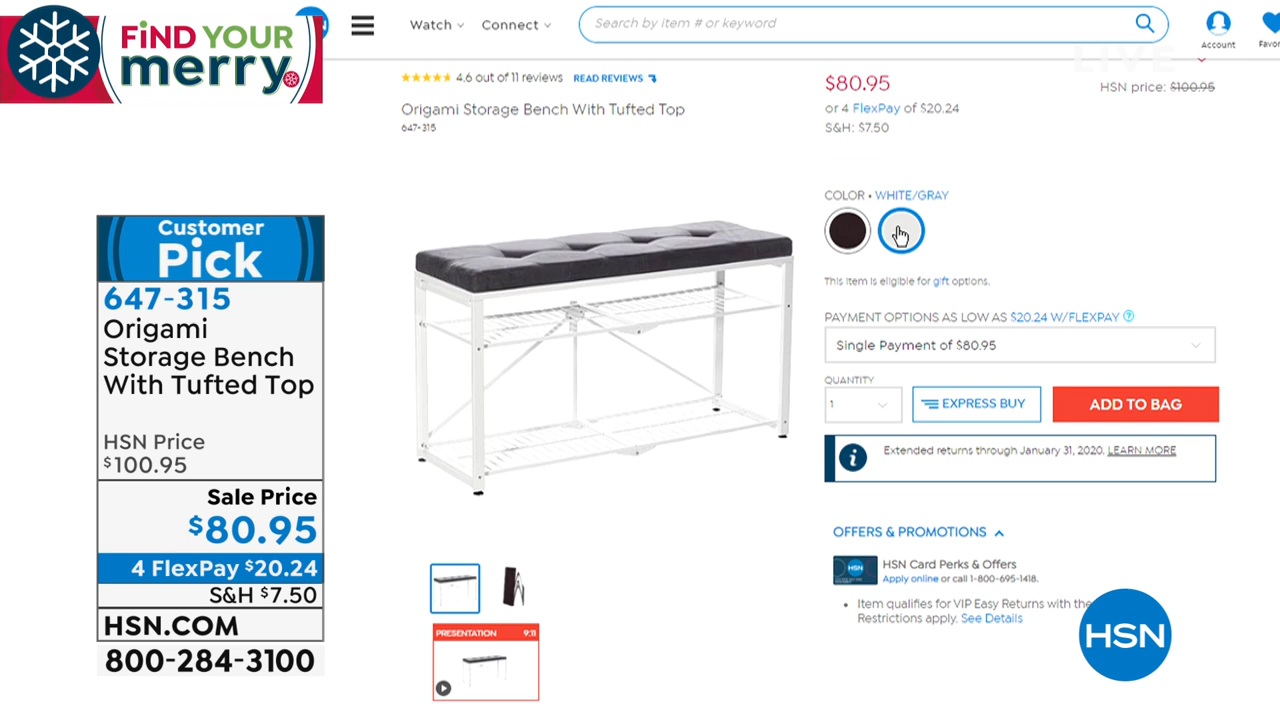 FiND YOUR
merry
Watch
Connect
Search by item # or keyword
Account
LIVE
4.6 out of 11 reviews
READ REVIEWS
Origami Storage Bench With Tufted Top
647-315
$80.95
HSN price: $100.95
or 4 FlexPay of $20.24
S&H: $7.50
COLOR • WHITE/GRAY
This item is eligible for gift options.
PAYMENT OPTIONS AS LOW AS $20.24 W/FLEXPAY ?
Single Payment of $80.95
QUANTITY
1
EXPRESS BUY
ADD TO BAG
i
Extended returns through January 31, 2020. LEARN MORE
OFFERS & PROMOTIONS
HSN
HSN Card Perks & Offers
Apply online or call 1-800-695-1418.
• Item qualifies for VIP Easy Returns with the
Restrictions apply. See Details
PRESENTATION 9:11
Customer
Pick
647-315
Origami
Storage Bench
With Tufted Top
HSN Price
$100.95
Sale Price
$80.95
4 FlexPay $20.24
S&H $7.50
HSN.COM
800-284-3100
HSN